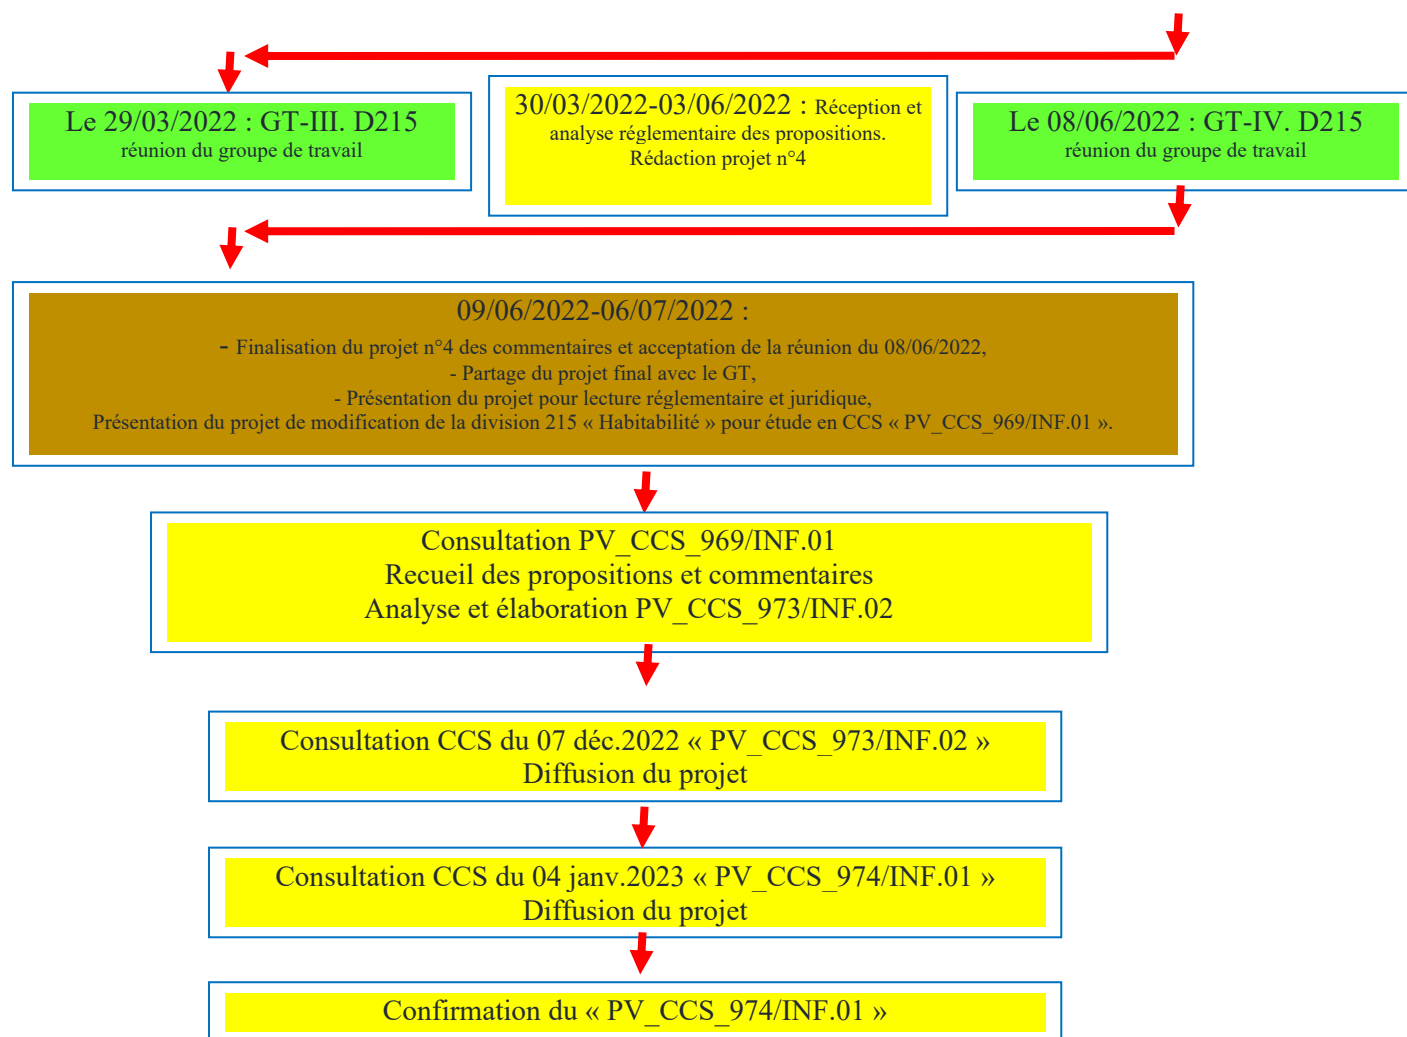 Le 29/03/2022 : GT-III. D215
réunion du groupe de travail
30/03/2022-03/06/2022 : Réception et
analyse réglementaire des propositions.
Rédaction projet n°4
Le 08/06/2022 : GT-IV. D215
réunion du groupe de travail
09/06/2022-06/07/2022 :
- Finalisation du projet n°4 des commentaires et acceptation de la réunion du 08/06/2022,
- Partage du projet final avec le GT,
- Présentation du projet pour lecture réglementaire et juridique,
Présentation du projet de modification de la division 215 « Habitabilité » pour étude en CCS « PV_CCS_969/INF.01 ».
Consultation PV_CCS_969/INF.01
Recueil des propositions et commentaires
Analyse et élaboration PV_CCS_973/INF.02
Consultation CCS du 07 déc.2022 « PV_CCS_973/INF.02 »
Diffusion du projet
Consultation CCS du 04 janv.2023 « PV_CCS_974/INF.01 »
Diffusion du projet
Confirmation du « PV_CCS_974/INF.01 »